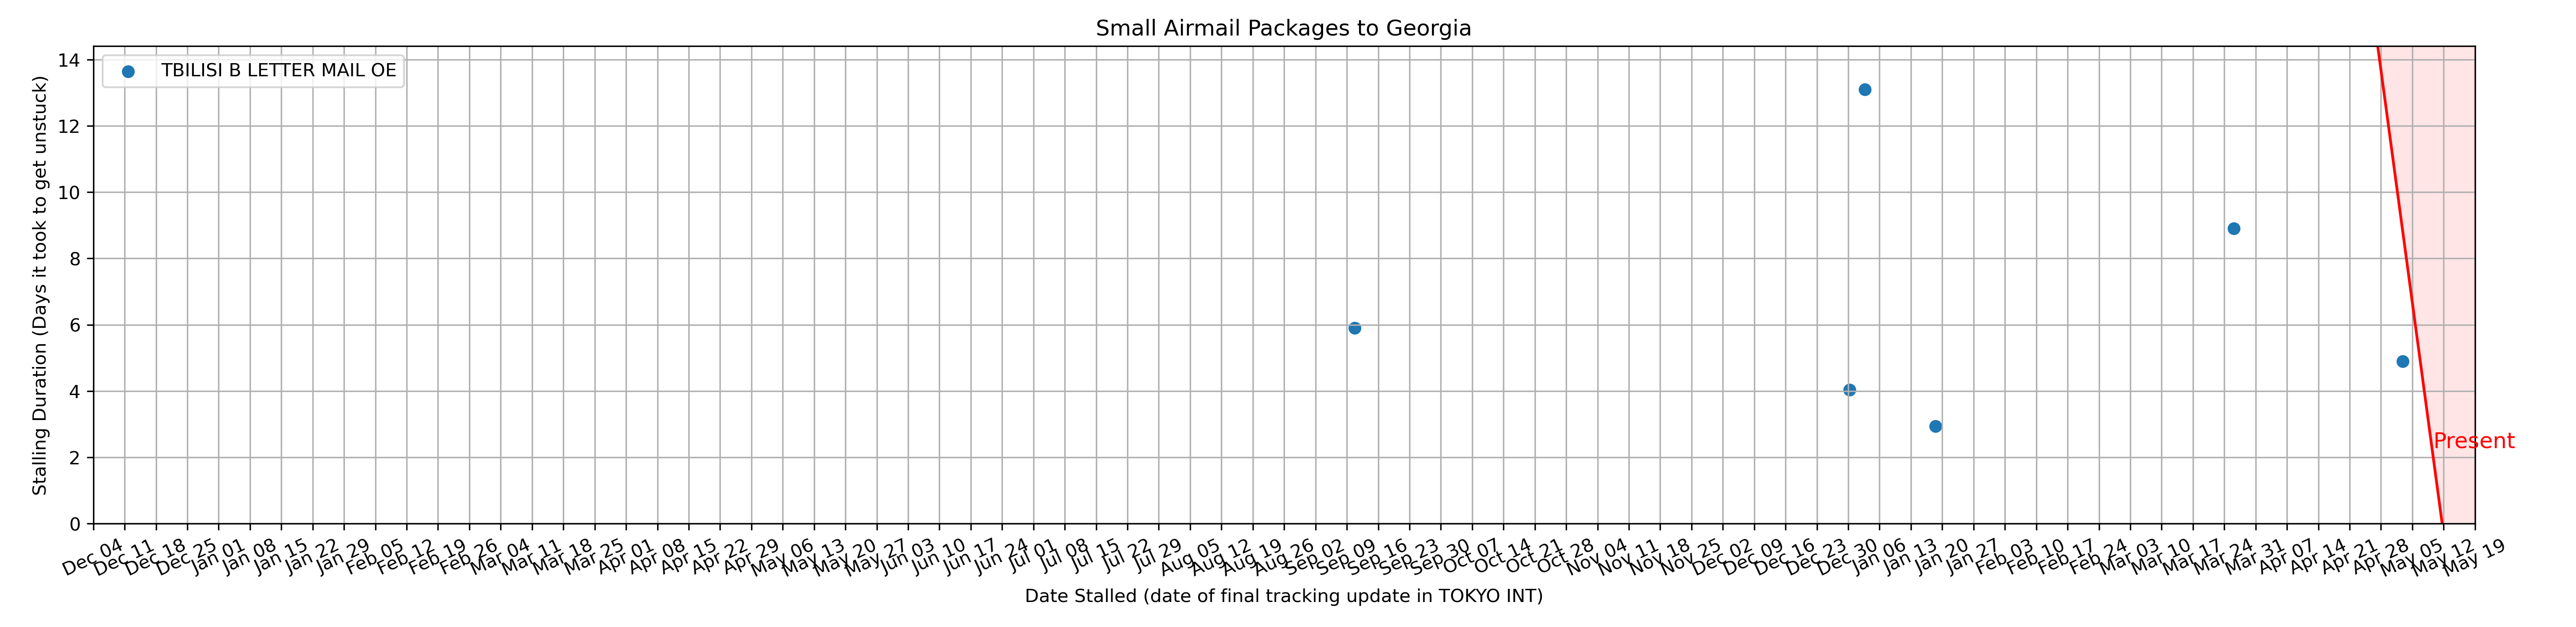 Small Airmail Packages to Georgia
TBILISI B LETTER MAIL OE
Stalling Duration (Days it took to get unstuck)
14
12
10
8
6
4
2
0
Present
Dec 04
Dec 11
Dec 18
Dec 25
Jan 01
Jan 08
Jan 15
Jan 22
Jan 29
Feb 05
Feb 12
Feb 19
Feb 26
Mar 04
Mar 11
Mar 18
Mar 25
Apr 01
Apr 08
Apr 15
Apr 22
Apr 29
May 06
May 13
May 20
May 27
Jun 03
Jun 10
Jun 17
Jun 24
Jul 01
Jul 08
Jul 15
Jul 22
Jul 29
Aug 05
Aug 12
Aug 19
Aug 26
Sep 02
Sep 09
Sep 16
Sep 23
Sep 30
Oct 07
Oct 14
Oct 21
Oct 28
Nov 04
Nov 11
Nov 18
Nov 25
Dec 02
Dec 09
Dec 16
Dec 23
Dec 30
Jan 06
Jan 13
Jan 20
Jan 27
Feb 03
Feb 10
Feb 17
Feb 24
Mar 03
Mar 10
Mar 17
Mar 24
Mar 31
Apr 07
Apr 14
Apr 21
Apr 28
May 05
May 12
May 19
Date Stalled (date of final tracking update in TOKYO INT)